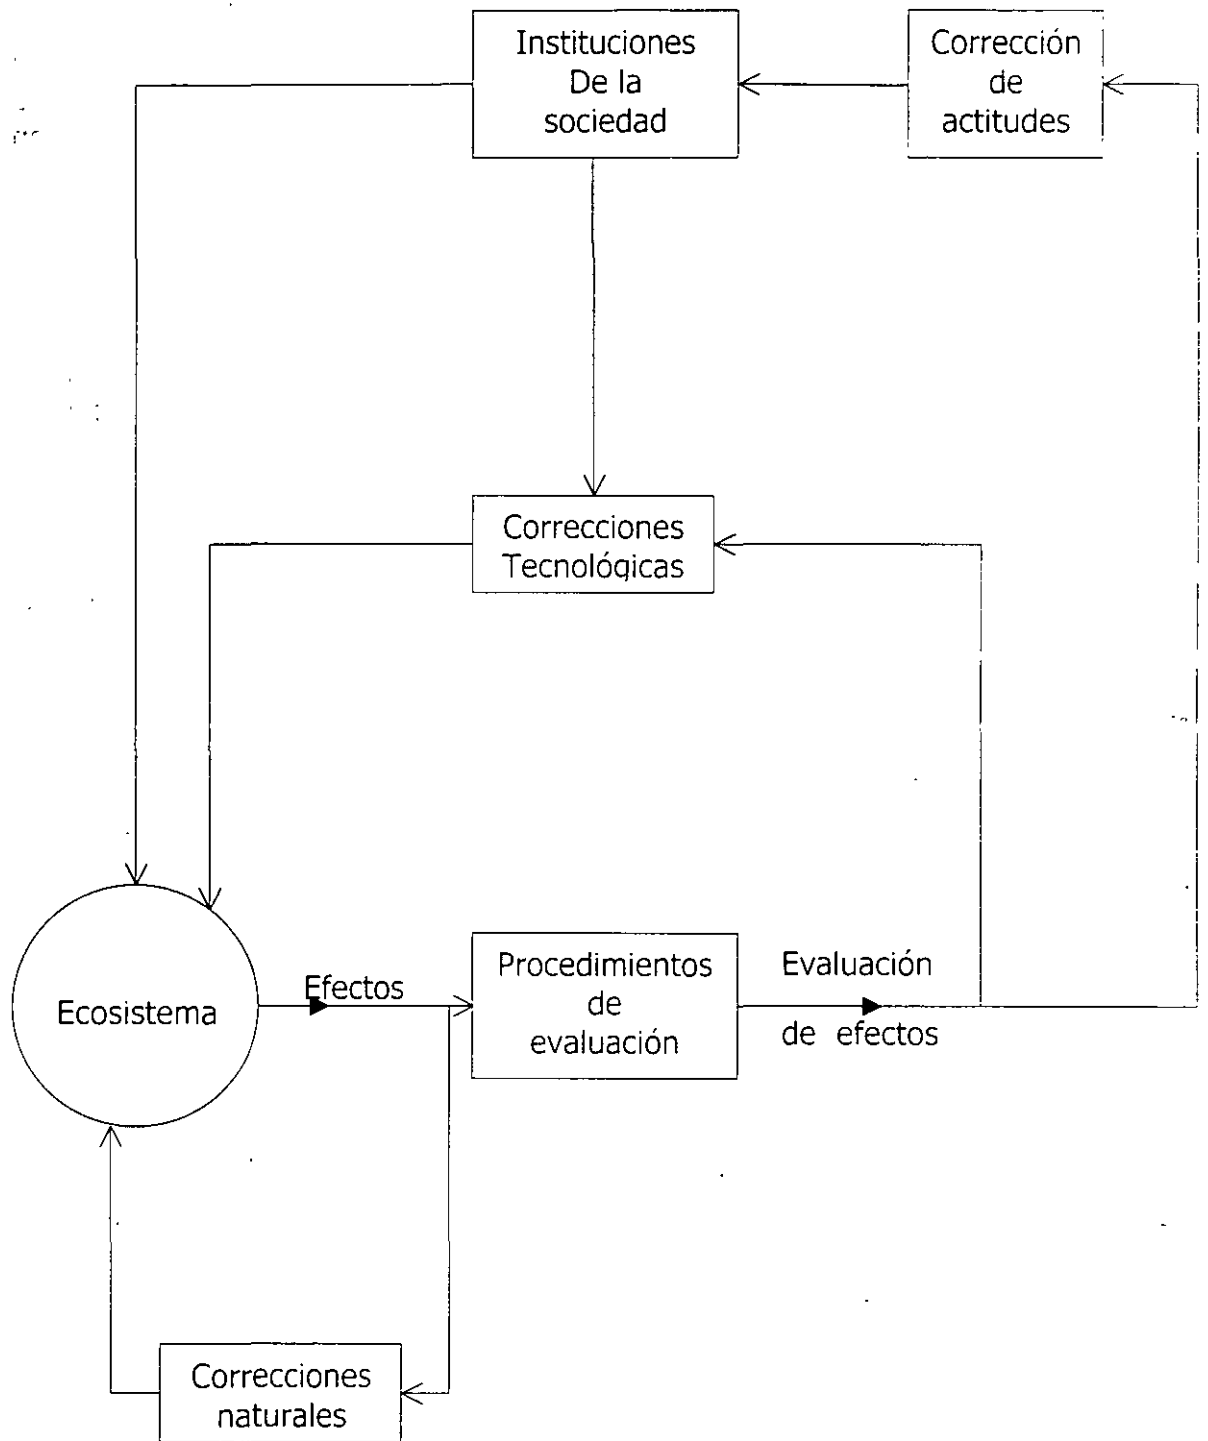 Instituciones
De la
sociedad
Corrección
de
actitudes
Correcciones
Tecnológicas
Ecosistema
Efectos
Procedimientos
de
evaluación
Evaluación
de efectos
Correcciones
naturales